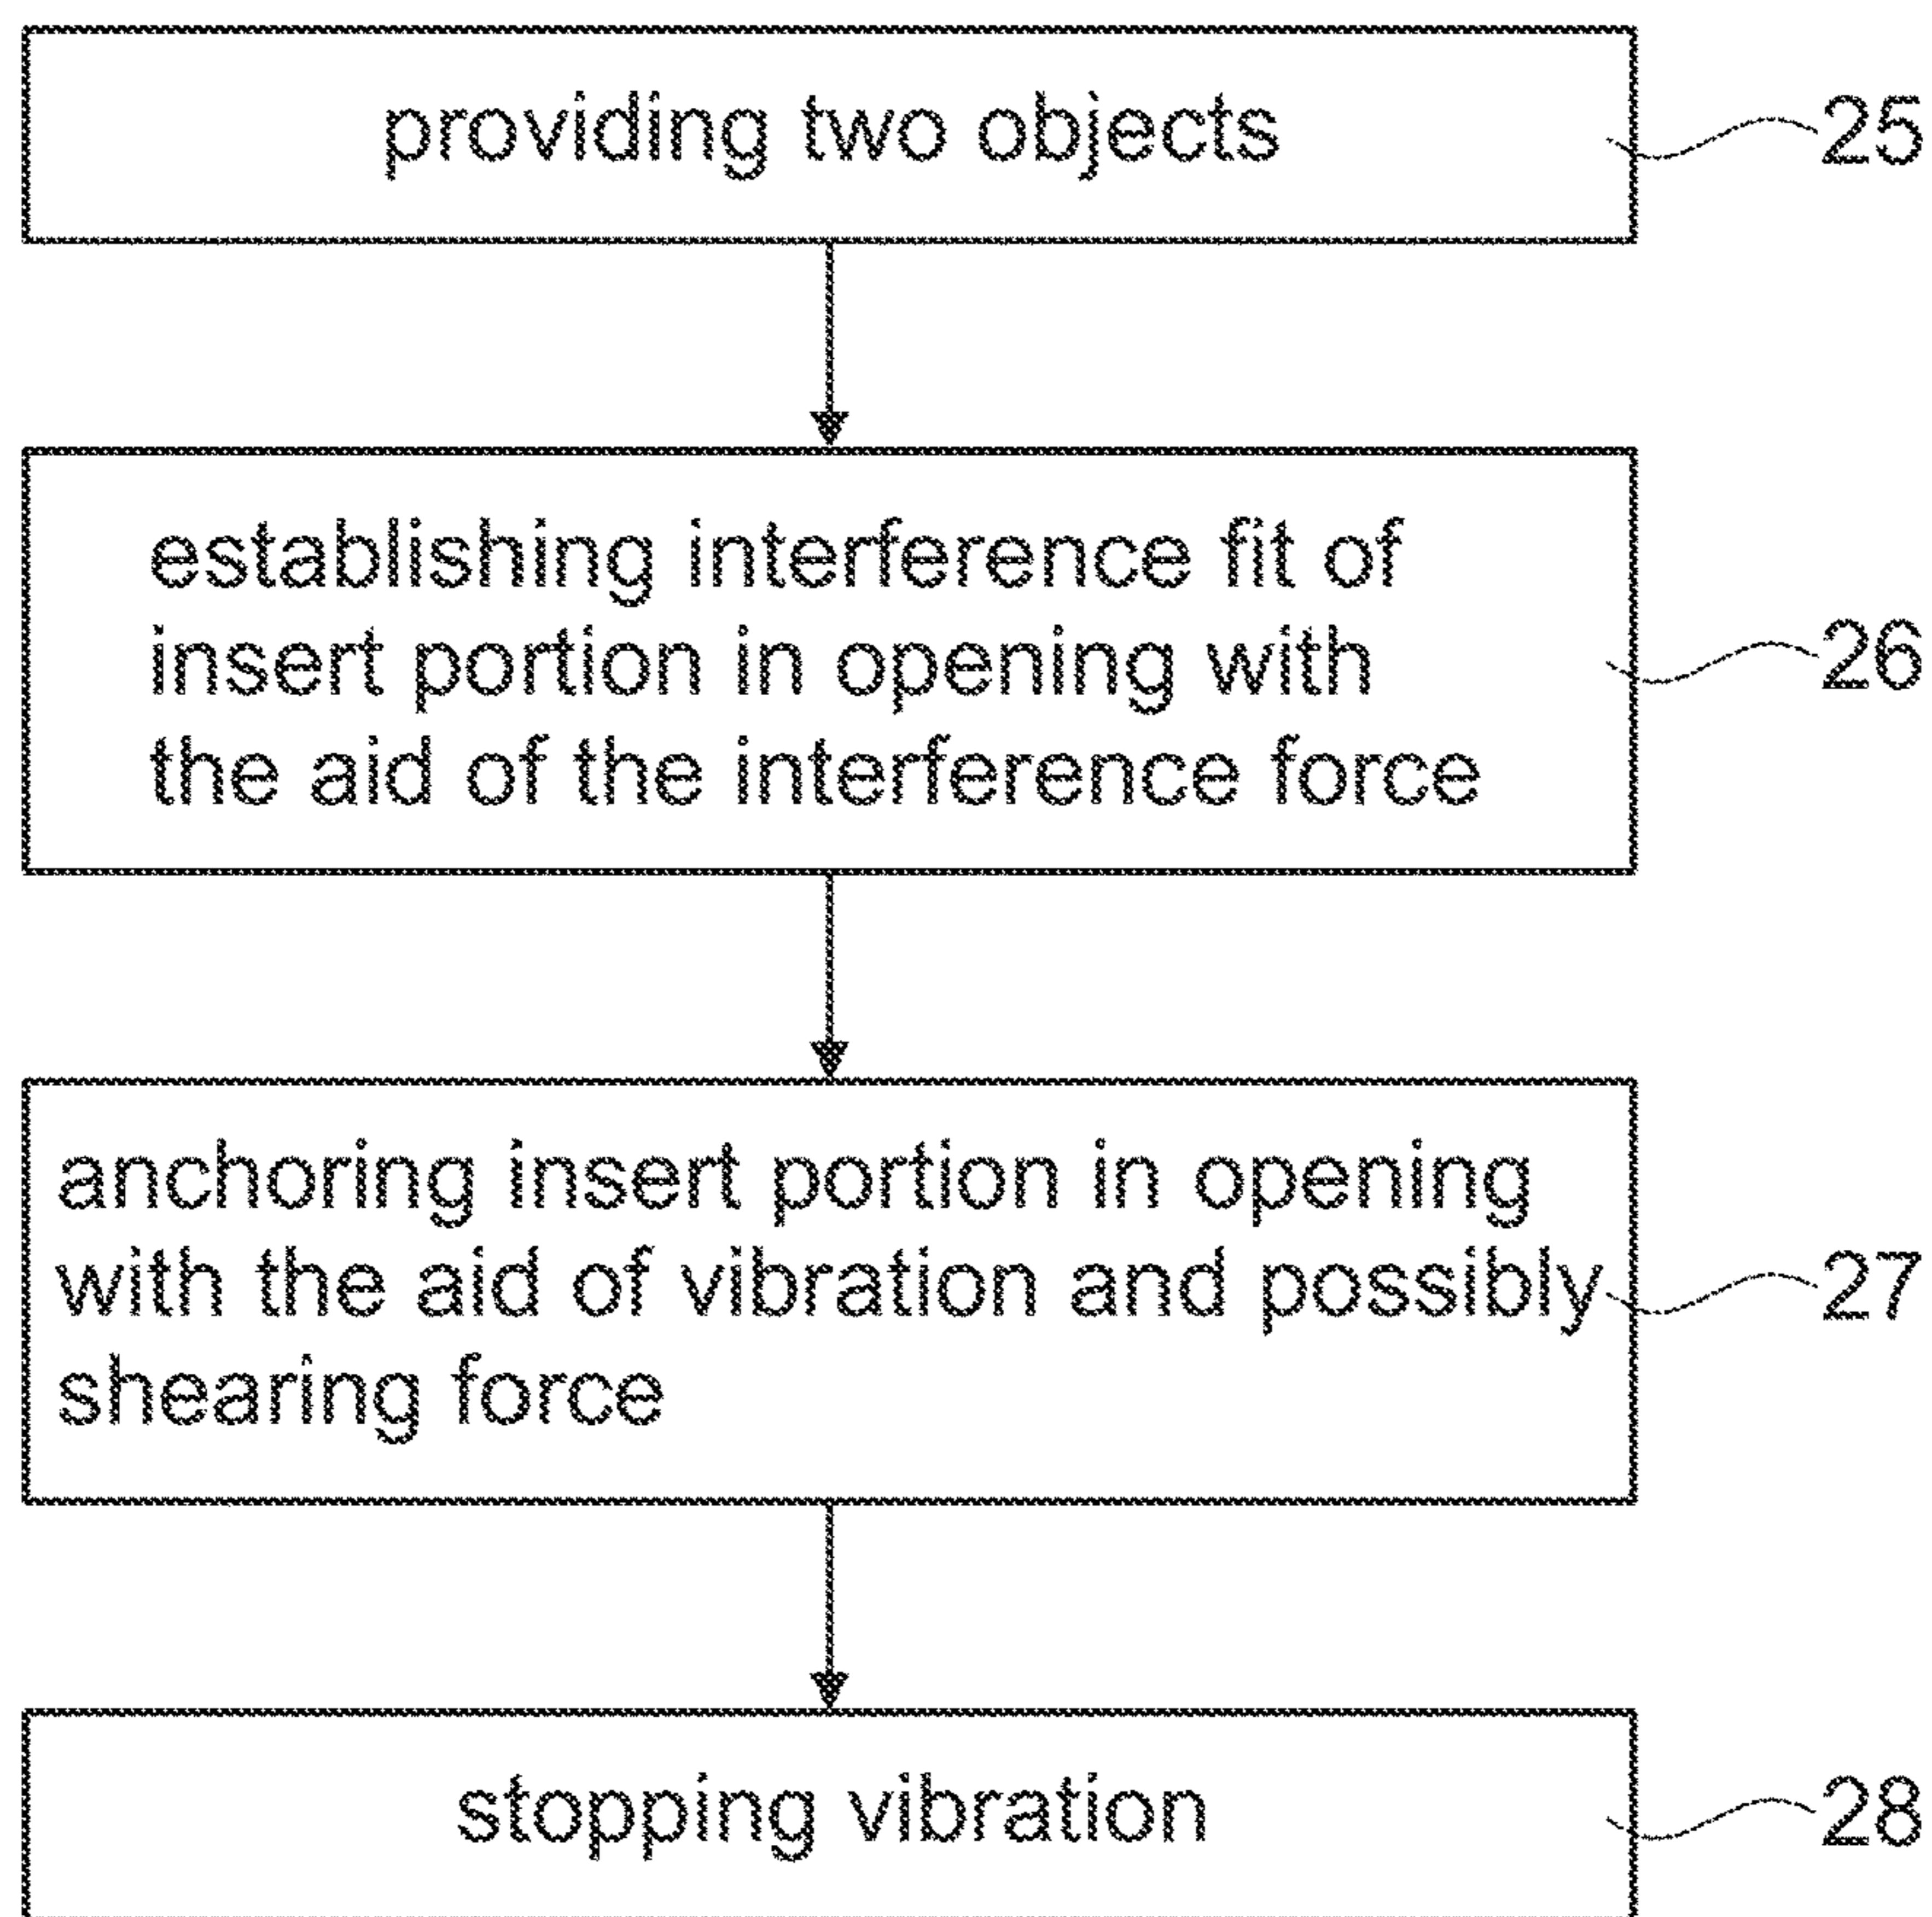 providing two objects
25
establishing interference fit of
insert portion in opening with
the aid of the interference force
26
anchoring insert portion in opening
with the aid of vibration and possibly
shearing force
27
stopping vibration
28